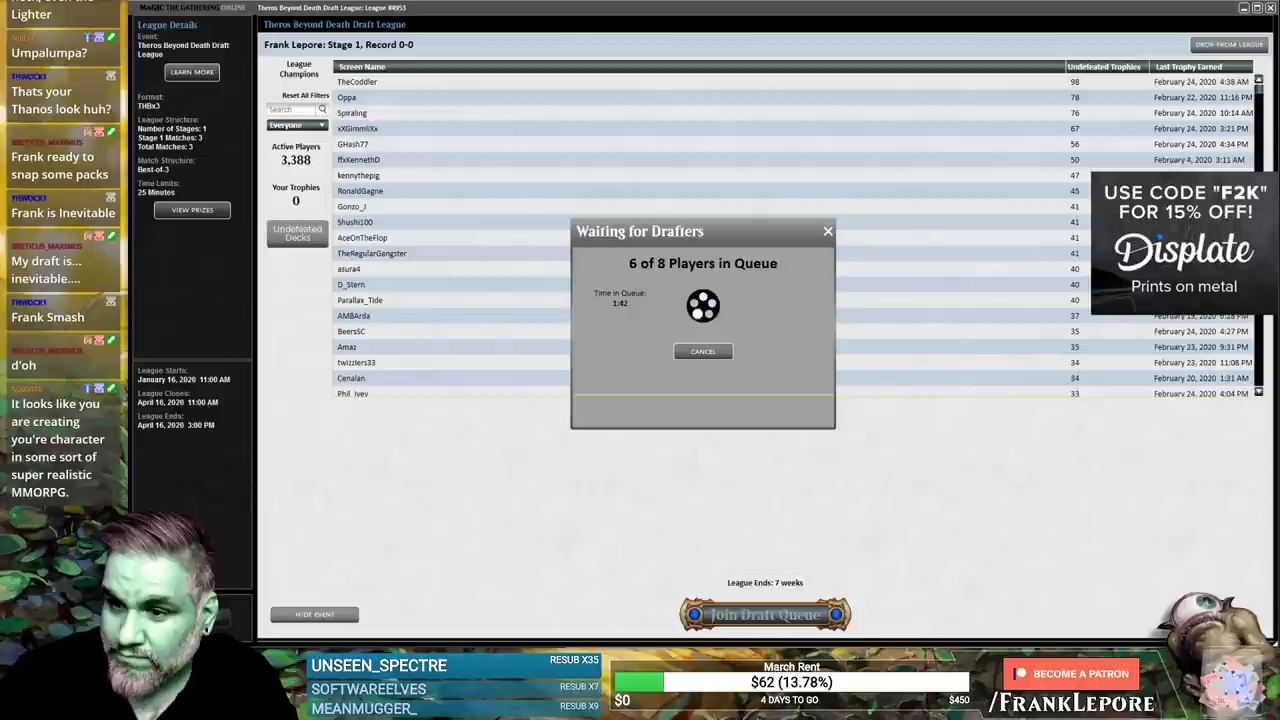 Lighter
Umpalumpa?
THWOCK1
Thats your
Thanos look huh?
BRETICUS_MAXIMUS
Frank ready to
snap some packs
THWOCK1
Frank is Inevitable
BRETICUS_MAXIMUS
My draft is...
inevitable....
THWOCK1
Frank Smash
BRETICUS_MAXIMUS
d'oh
It looks like you
are creating
you're character
in some sort of
super realistic
MMORPG.
MAGIC THE GATHERING ONLINE
Theros Beyond Death Draft League: League #4953
League Details
Event:
Theros Beyond Death Draft
League
LEARN MORE
Format:
THBx3
League Structure:
Number of Stages: 1
Stage 1 Matches: 3
Total Matches: 3
Match Structure:
Best-of-3
Time Limits:
25 Minutes
VIEW PRIZES
League Starts:
January 16, 2020 11:00 AM
League Closes:
April 16, 2020 11:00 AM
League Ends:
April 16, 2020 3:00 PM
Theros Beyond Death Draft League
Frank Lepore: Stage 1, Record 0-0
DROP FROM LEAGUE
League
Champions
Reset All Filters
Search
Everyone
Active Players
3,388
Your Trophies
0
Undefeated
Decks
Screen Name Undefeated Trophies Last Trophy Earned
TheCoddler 98 February 24, 2020 4:38 AM
Oppa 78 February 22, 2020 11:16 PM
Spiraling 76 February 24, 2020 10:14 AM
xXGimmliXx 67 February 24, 2020 3:21 PM
GHash77 56 February 24, 2020 4:34 PM
ffxKennethD 50 February 4, 2020 3:11 AM
kennythepig 47
RonaldGagne 45
Gonzo_J 41
Shushi100 41
AceOnTheFlop 41
TheRegularGangster 41
asura4 40
D_Stern 40
Parallax_Tide 40
AMBArda 37
BeersSC 35 February 24, 2020 4:27 PM
Amaz 35 February 23, 2020 9:31 PM
twizzlers33 34 February 23, 2020 11:08 PM
Cenalan 34 February 20, 2020 1:31 AM
Phil_Ivey 33 February 24, 2020 4:04 PM
Waiting for Drafters
6 of 8 Players in Queue
Time in Queue:
1:42
CANCEL
USE CODE "F2K"
FOR 15% OFF!
Displate
Prints on metal
League Ends: 7 weeks
HIDE EVENT
Join Draft Queue
UNSEEN_SPECTRE RESUB X35
SOFTWAREELVES RESUB X7
MEANMUGGER_ RESUB X9
March Rent
$62 (13.78%)
$0 4 DAYS TO GO $450
BECOME A PATRON
/FRANKLEPORE